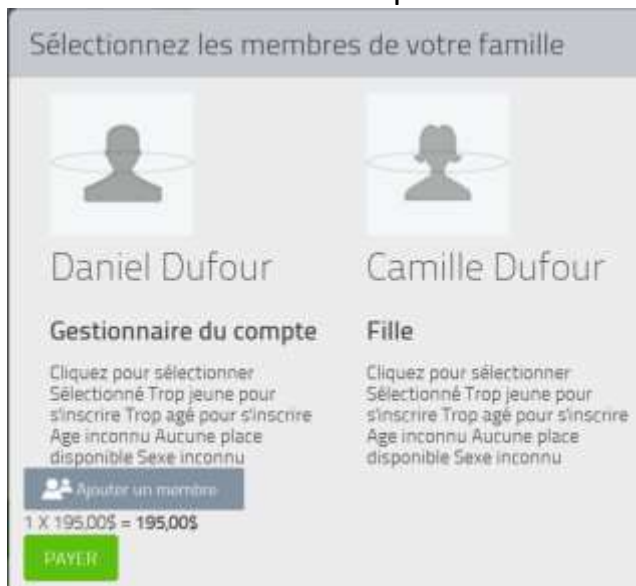 Sélectionnez les membres de votre famille
Daniel Dufour
Gestionnaire du compte
Cliquez pour sélectionner
Sélectionné Trop jeune pour
s'inscrire Trop agé pour s'inscrire
Age inconnu Aucune place
disponible Sexe inconnu
Camille Dufour
Fille
Cliquez pour sélectionner
Sélectionné Trop jeune pour
s'inscrire Trop agé pour s'inscrire
Age inconnu Aucune place
disponible Sexe inconnu
Ajouter un membre
1 X 195,00$ = 195,00$
PAYER